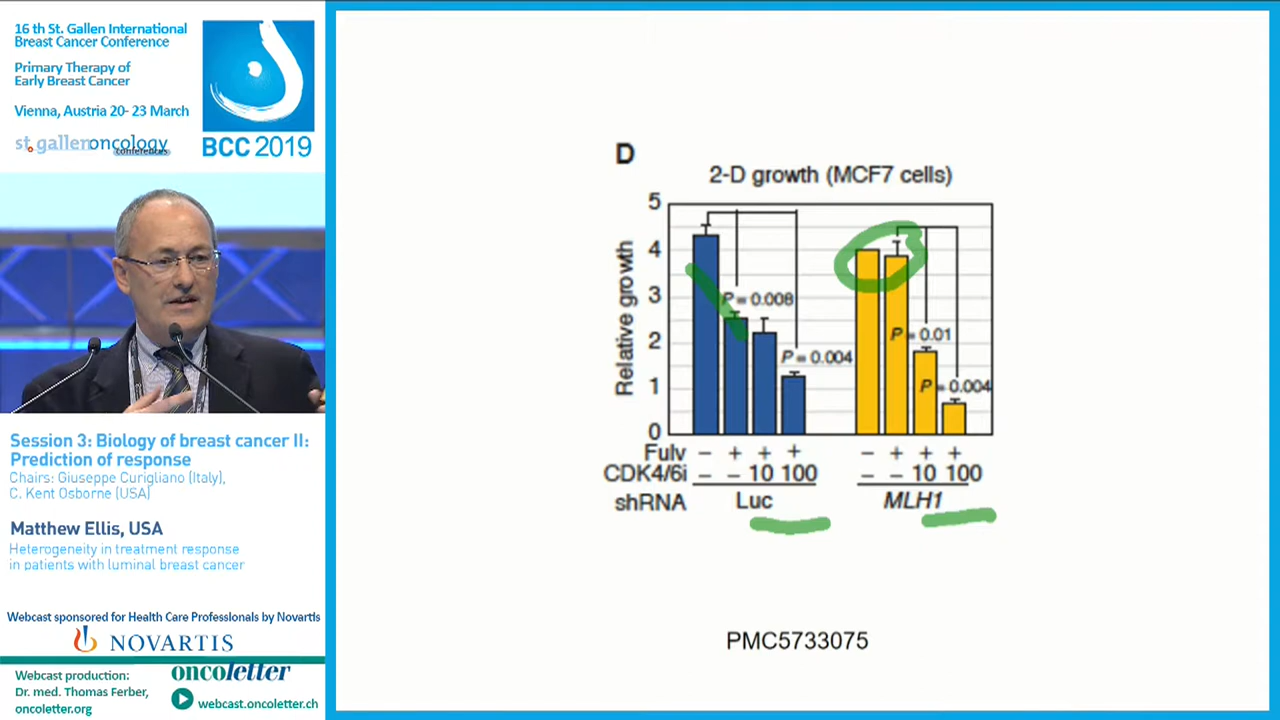 16 th St. Gallen International
Breast Cancer Conference
Primary Therapy of
Early Breast Cancer
Vienna, Austria 20- 23 March
st.gallenoncology
conferences
BCC 2019
Session 3: Biology of breast cancer II:
Prediction of response
Chairs: Giuseppe Curigliano (Italy),
C. Kent Osborne (USA)
Matthew Ellis, USA
Heterogeneity in treatment response
in patients with luminal breast cancer
Webcast sponsored for Health Care Professionals by Novartis
NOVARTIS
Webcast production:
Dr. med. Thomas Ferber,
oncoletter.org
oncoletter
webcast.oncoletter.ch
D
2-D growth (MCF7 cells)
Relative growth
5
4
3
2
1
0
P = 0.008
P = 0.004
P = 0.01
P = 0.004
Fulv – + + + – + + +
CDK4/6i – – 10 100 – – 10 100
shRNA Luc MLH1
PMC5733075